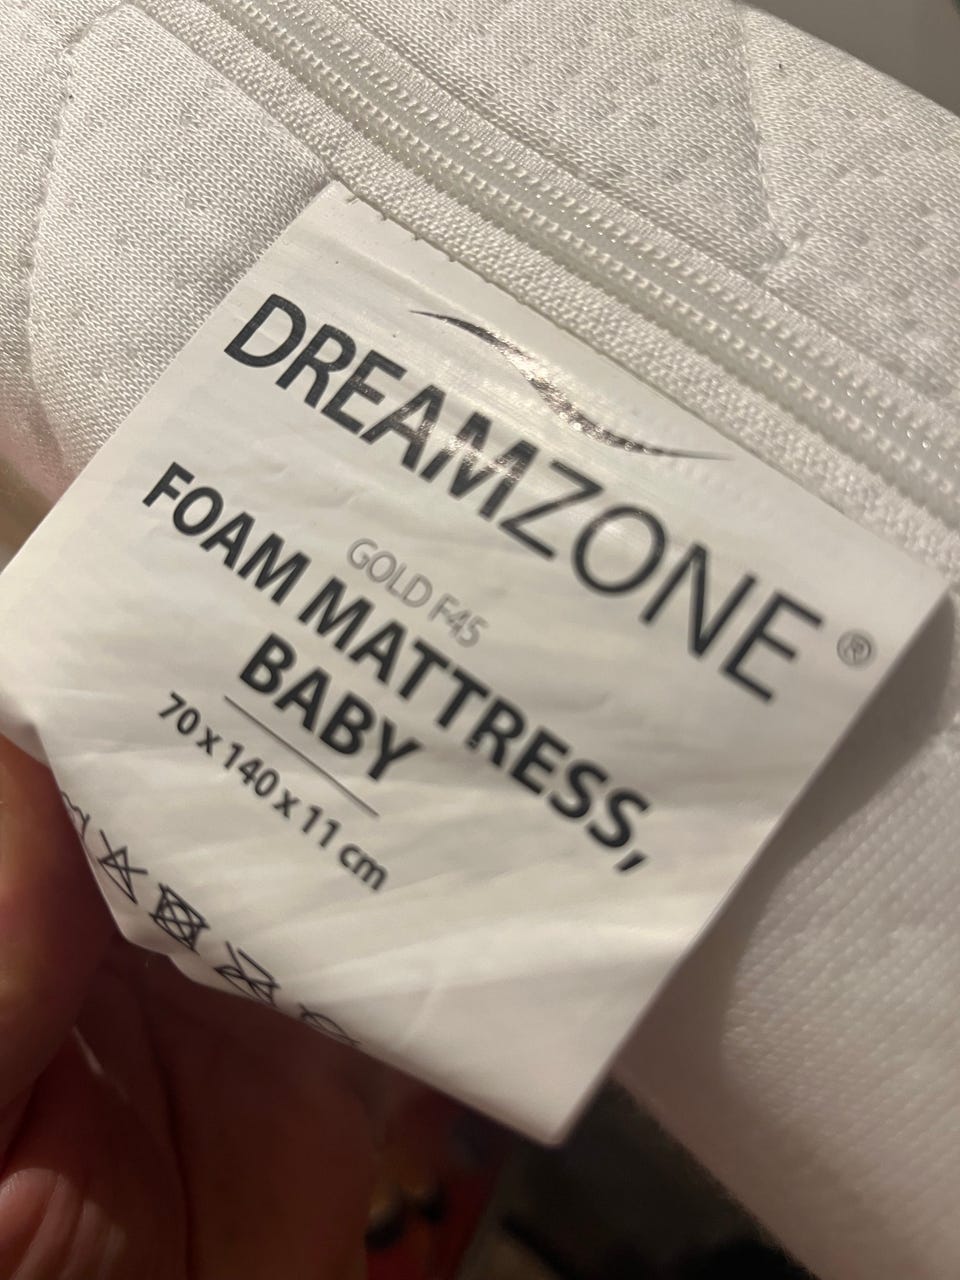 DREAMZONE®
GOLD F45
FOAM MATTRESS,
BABY
70 x 140 x 11 cm